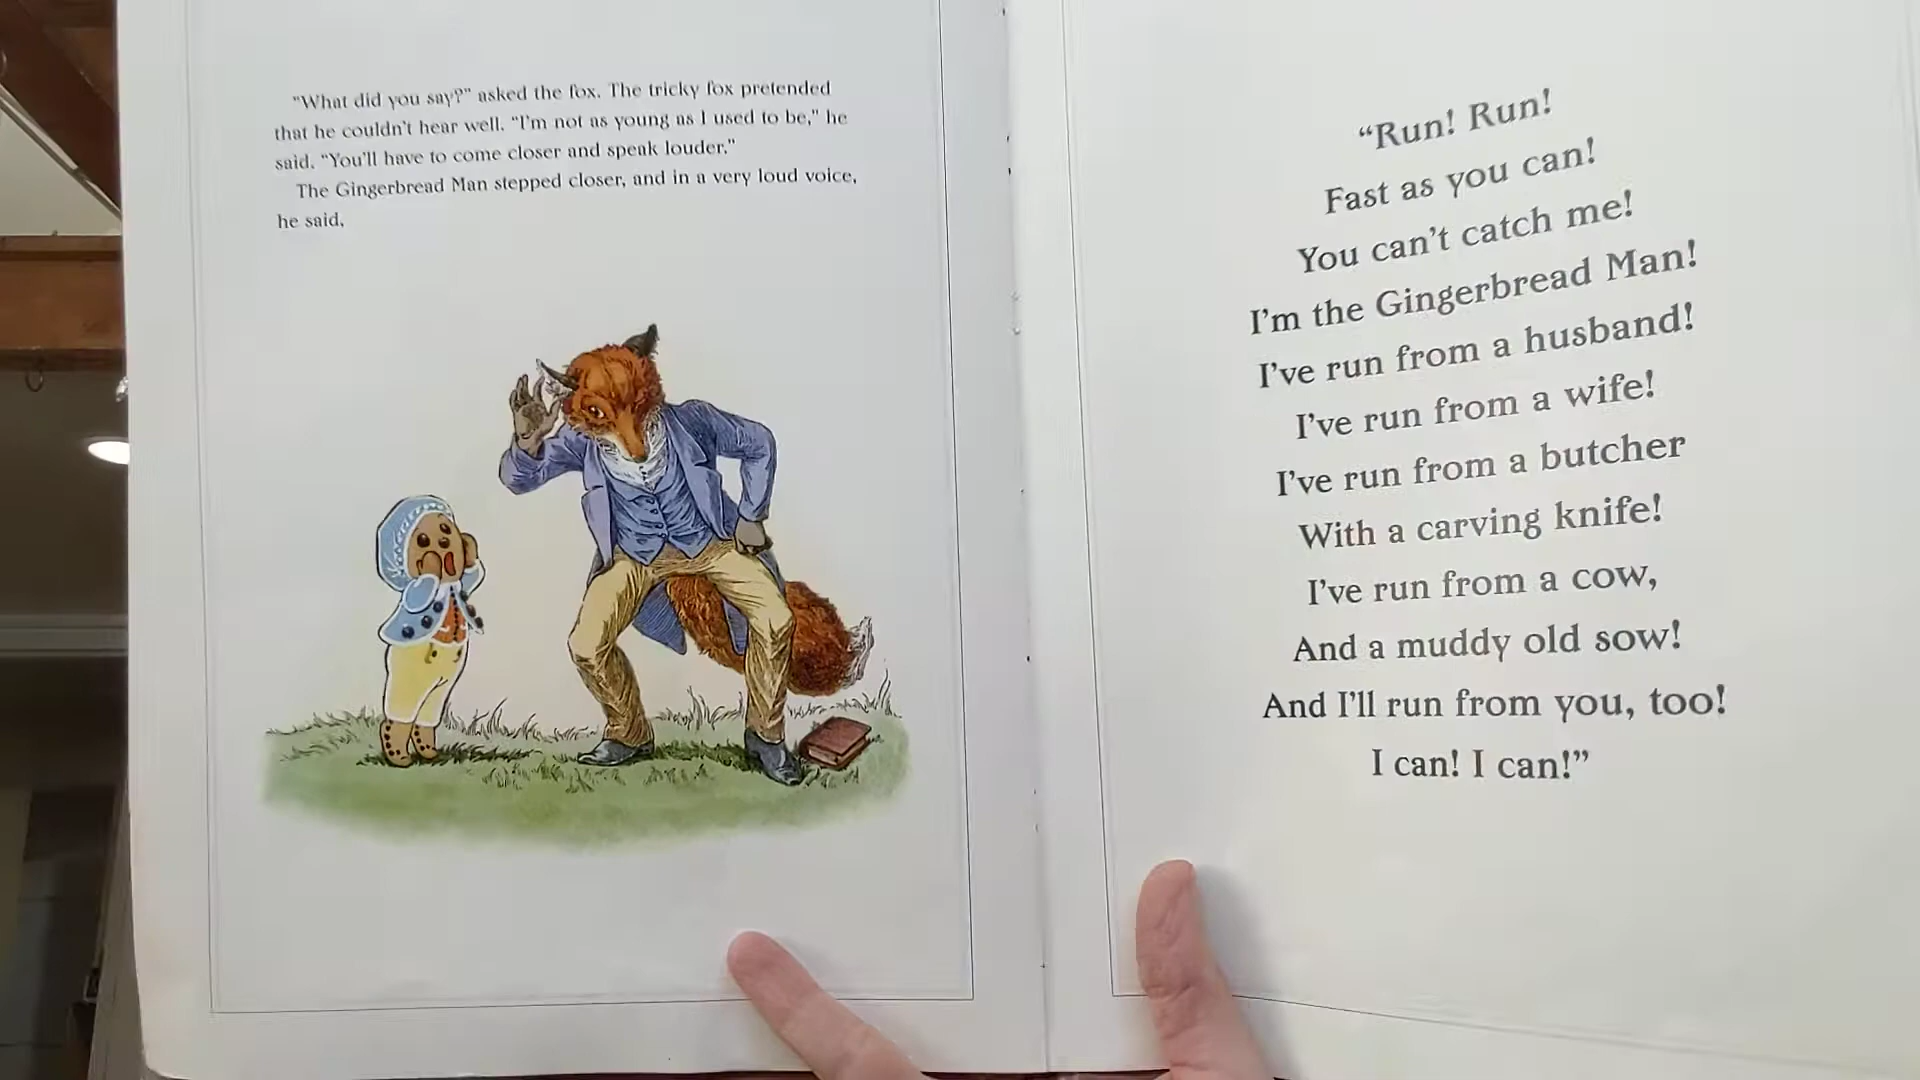 "What did you say?" asked the fox. The tricky fox pretended
that he couldn't hear well. "I'm not as young as I used to be," he
said. "You'll have to come closer and speak louder."
The Gingerbread Man stepped closer, and in a very loud voice,
he said,
“Run! Run!
Fast as you can!
You can’t catch me!
I’m the Gingerbread Man!
I’ve run from a husband!
I’ve run from a wife!
I’ve run from a butcher
With a carving knife!
I’ve run from a cow,
And a muddy old sow!
And I’ll run from you, too!
I can! I can!”